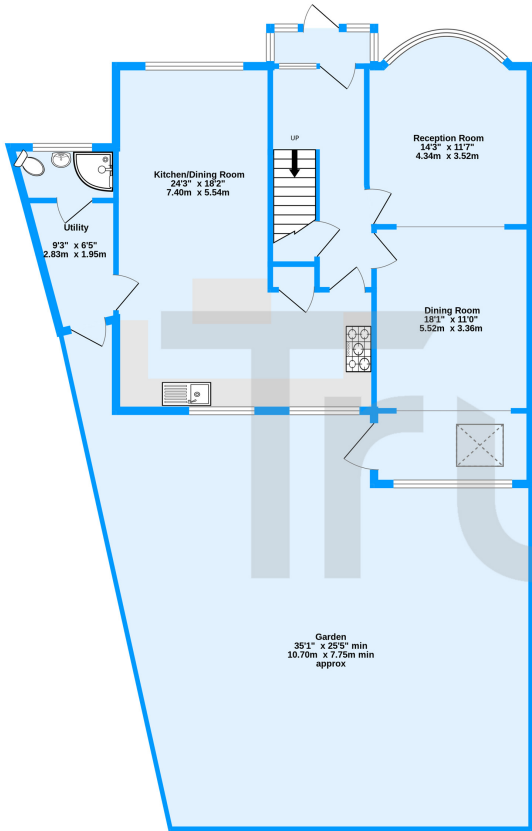 UP
Reception Room
14'3" x 11'7"
4.34m x 3.52m
Kitchen/Dining Room
24'3" x 18'2"
7.40m x 5.54m
Utility
9'3" x 6'5"
2.83m x 1.95m
Dining Room
18'1" x 11'0"
5.52m x 3.36m
Garden
35'1" x 25'5" min
10.70m x 7.75m min
approx